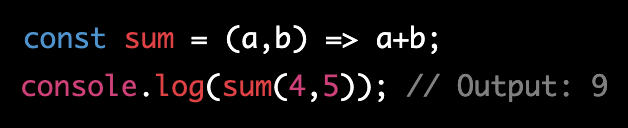 const sum = (a,b) => a+b;
console.log(sum(4,5)); // Output: 9